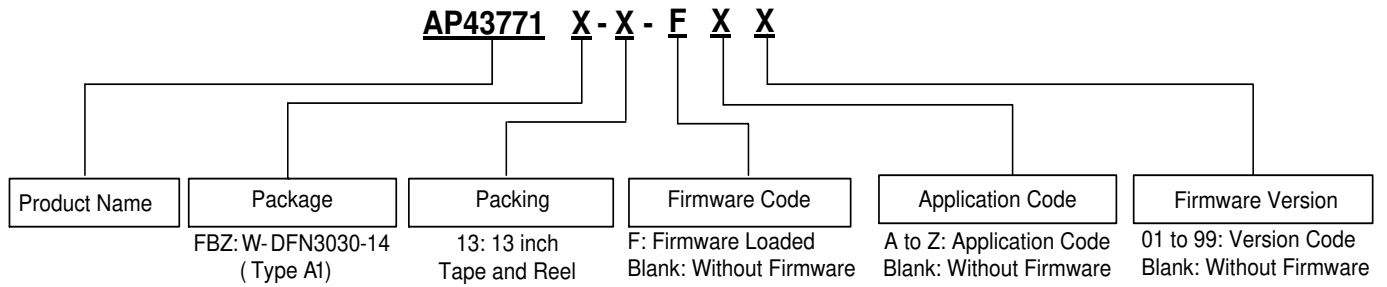 AP43771 X - X - F X X
Product Name
Package
Packing
Firmware Code
Application Code
Firmware Version
FBZ: W-DFN3030-14
(Type A1)
13: 13 inch
Tape and Reel
F: Firmware Loaded
Blank: Without Firmware
A to Z: Application Code
Blank: Without Firmware
01 to 99: Version Code
Blank: Without Firmware